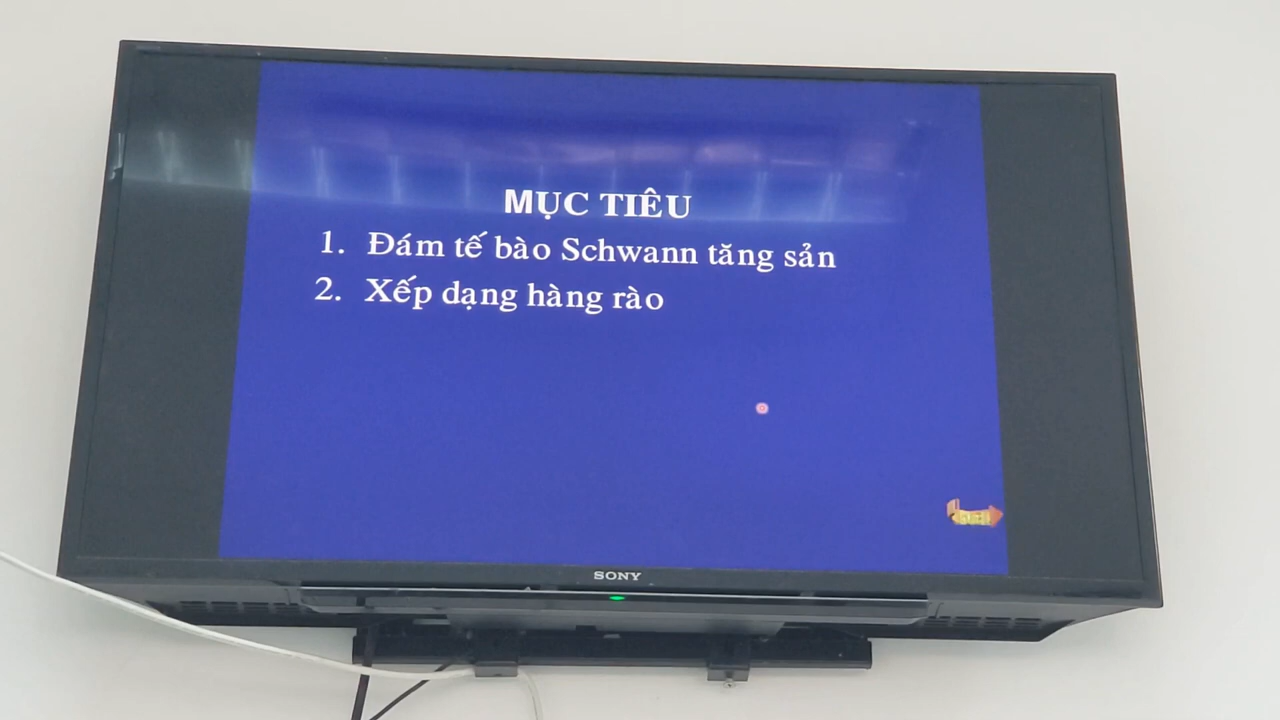 MỤC TIÊU
1. Đám tế bào Schwann tăng sản
2. Xếp dạng hàng rào
SONY